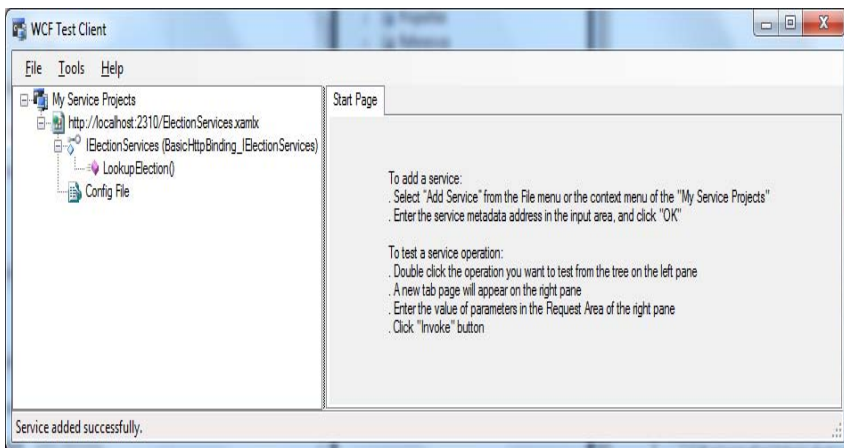 WCF Test Client
File Tools Help
My Service Projects
http://localhost:2310/ElectionServices.xamlx
IElectionServices (BasicHttpBinding_IElectionServices)
LookupElection()
Config File
Start Page
To add a service:
. Select "Add Service" from the File menu or the context menu of the "My Service Projects"
. Enter the service metadata address in the input area, and click "OK"
To test a service operation:
. Double click the operation you want to test from the tree on the left pane
. A new tab page will appear on the right pane
. Enter the value of parameters in the Request Area of the right pane
. Click "Invoke" button
Service added successfully.